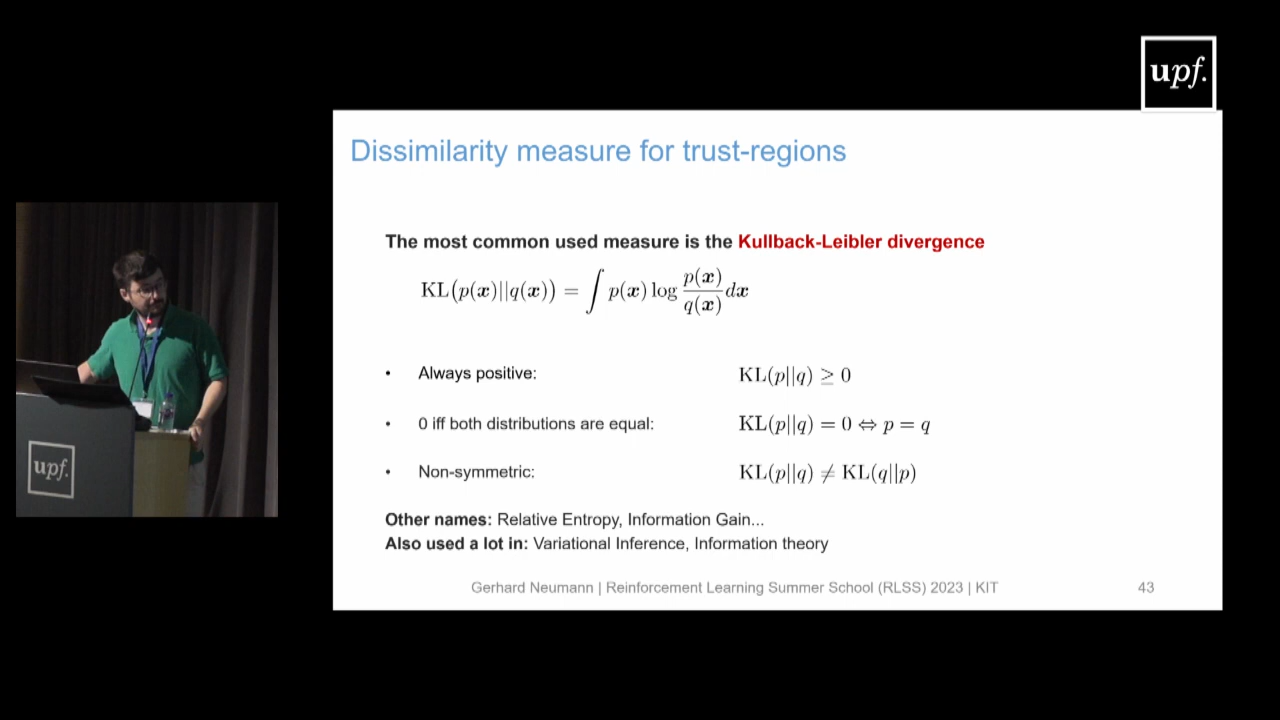 upf.
Dissimilarity measure for trust-regions
The most common used measure is the Kullback-Leibler divergence
KL(p(x)||q(x)) = ∫ p(x) log p(x)/q(x) dx
• Always positive: KL(p||q) ≥ 0
• 0 iff both distributions are equal: KL(p||q) = 0 ⇔ p = q
• Non-symmetric: KL(p||q) ≠ KL(q||p)
Other names: Relative Entropy, Information Gain...
Also used a lot in: Variational Inference, Information theory
Gerhard Neumann | Reinforcement Learning Summer School (RLSS) 2023 | KIT 43
upf.